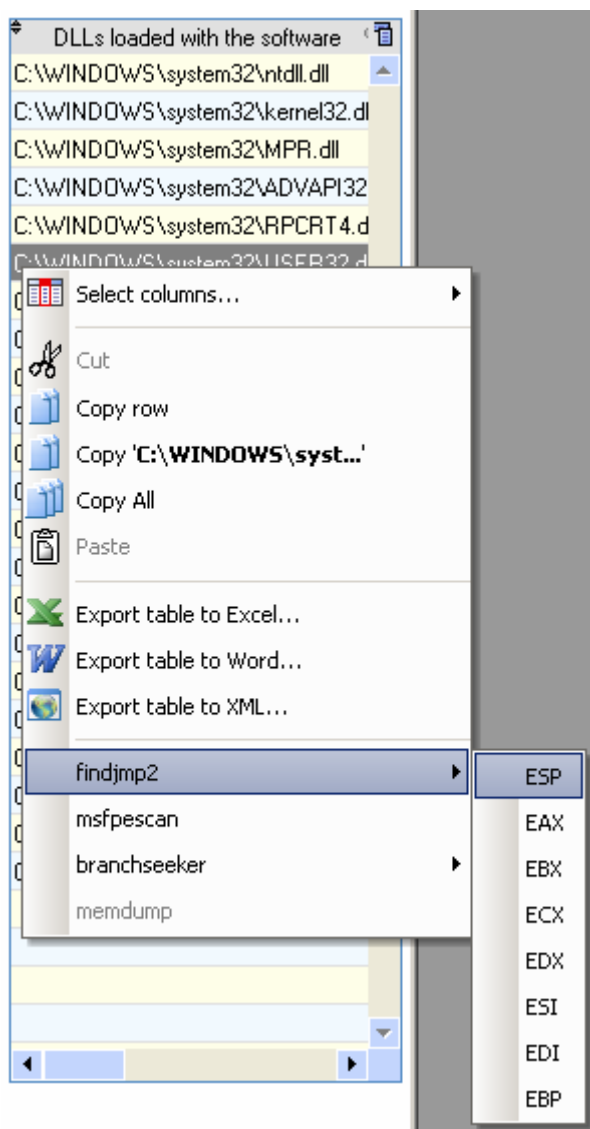 DLLs loaded with the software
C:\WINDOWS\system32\ntdll.dll
C:\WINDOWS\system32\kernel32.dl
C:\WINDOWS\system32\MPR.dll
C:\WINDOWS\system32\ADVAPI32
C:\WINDOWS\system32\RPCRT4.d
C:\WINDOWS\system32\USER32.d
Select columns...
Cut
Copy row
Copy 'C:\WINDOWS\syst...'
Copy All
Paste
Export table to Excel...
Export table to Word...
Export table to XML...
findjmp2
msfpescan
branchseeker
memdump
ESP
EAX
EBX
ECX
EDX
ESI
EDI
EBP